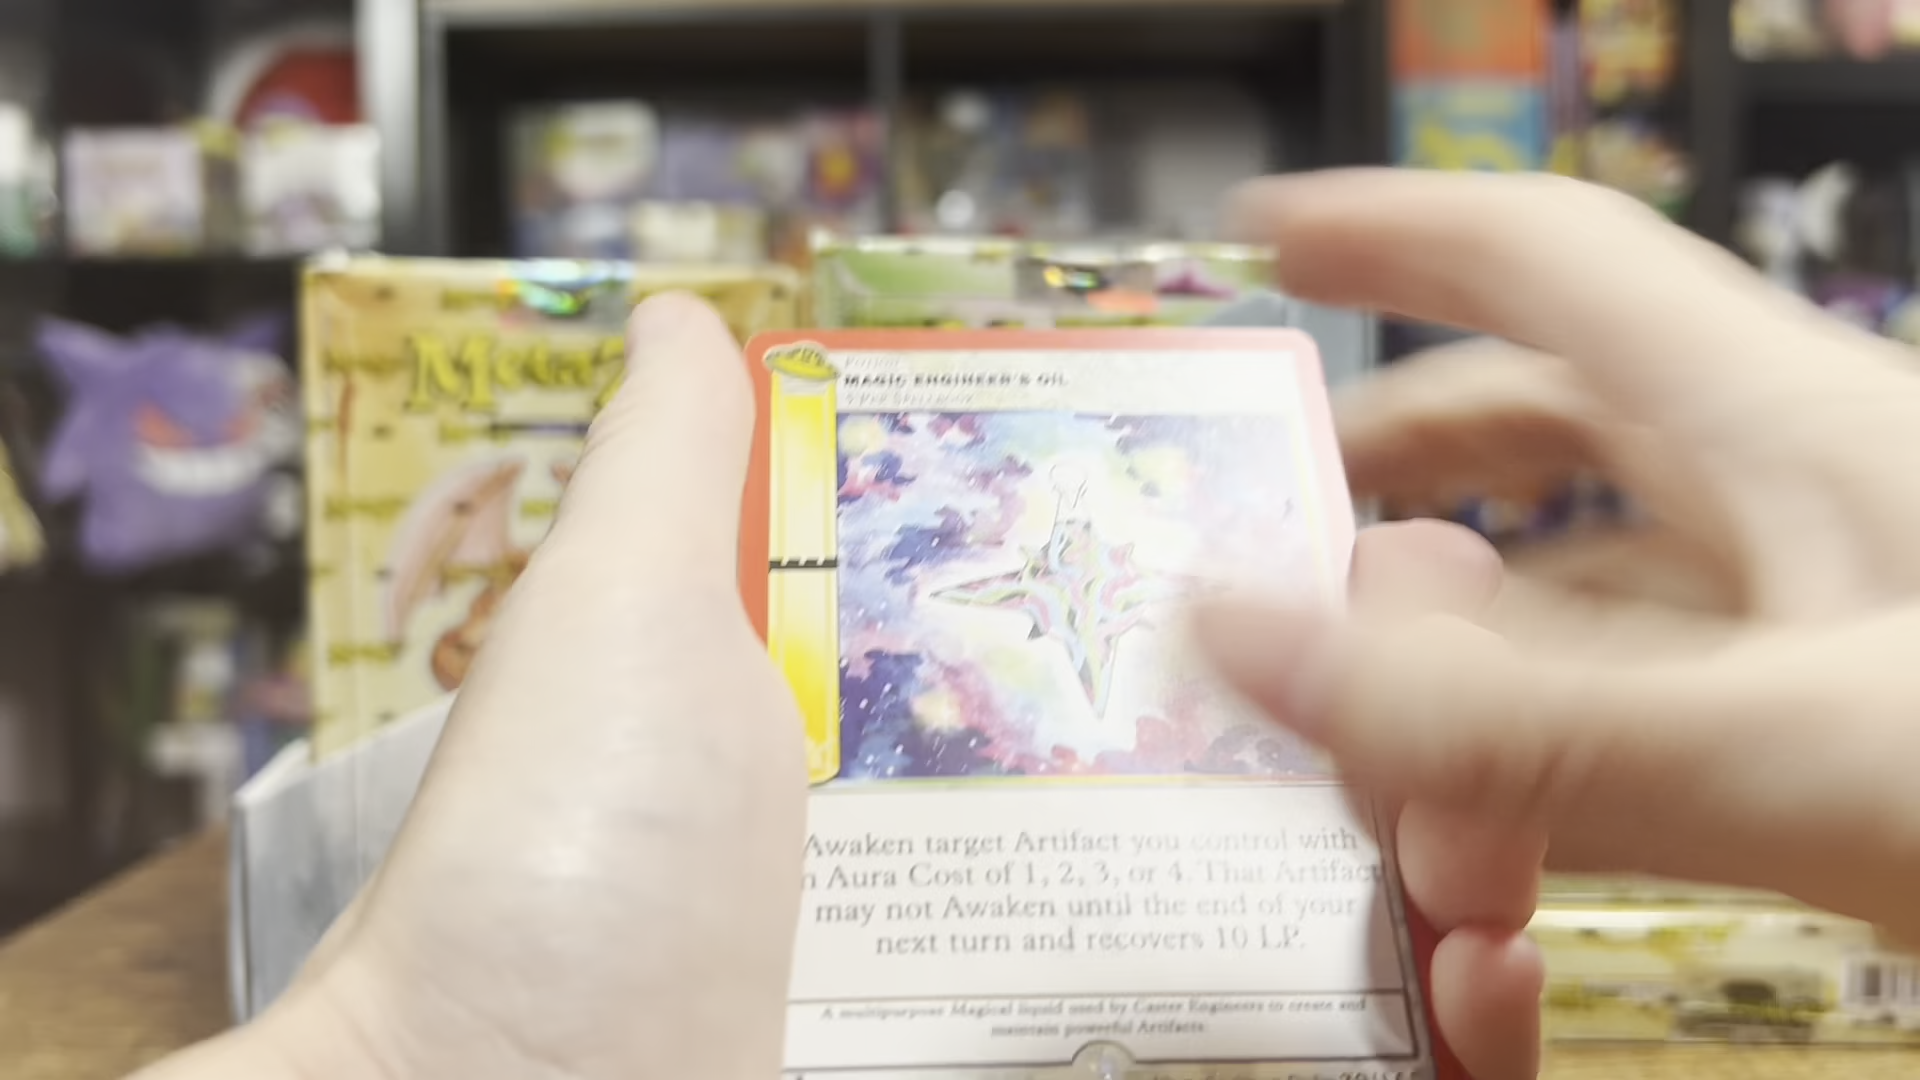 MetaZ
POTION
MAGIC ENGINEER'S OIL
Awaken target Artifact you control with
n Aura Cost of 1, 2, 3, or 4. That Artifact
may not Awaken until the end of your
next turn and recovers 10 LP.
A multipurpose Magical liquid used by Caster Engineers to create and
maintain powerful Artifacts.